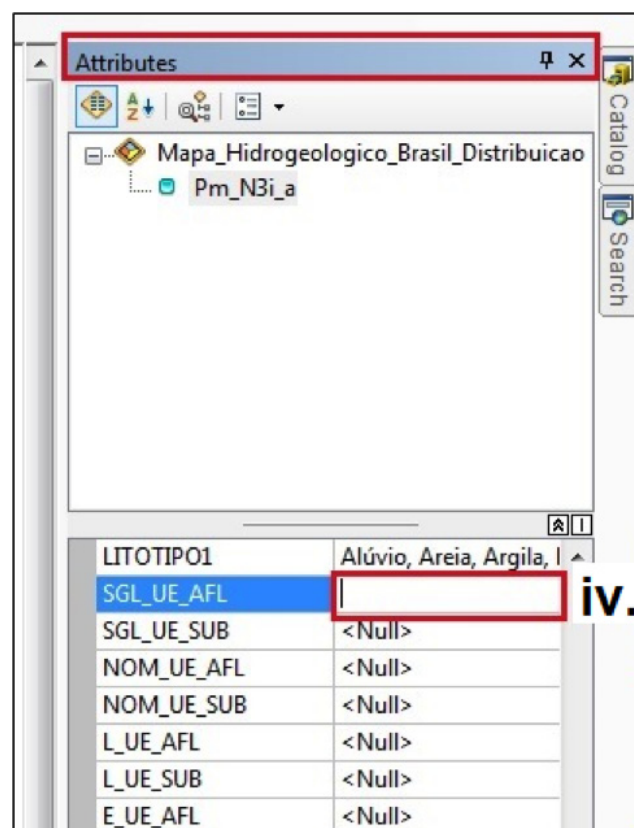 Attributes
Catalog
Search
Mapa_Hidrogeologico_Brasil_Distribuicao
Pm_N3i_a
LITOTIPO1 Alúvio, Areia, Argila,
SGL_UE_AFL
iv.
SGL_UE_SUB <Null>
NOM_UE_AFL <Null>
NOM_UE_SUB <Null>
L_UE_AFL <Null>
L_UE_SUB <Null>
E_UE_AFL <Null>